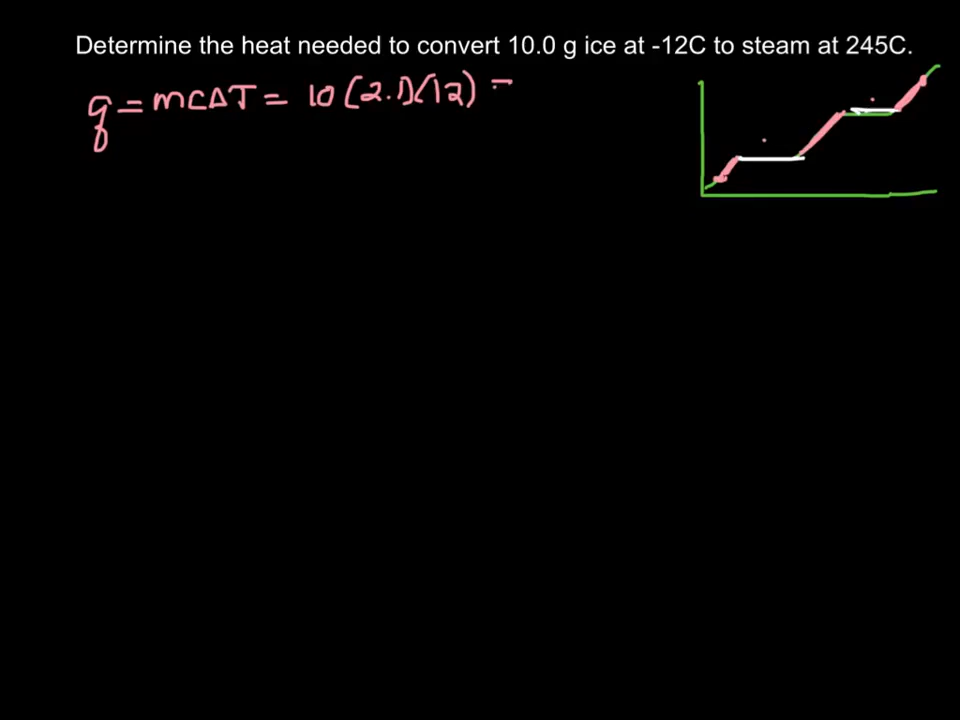 Determine the heat needed to convert 10.0 g ice at -12C to steam at 245C.
q = mCΔT = 10 (2.1)(12) =